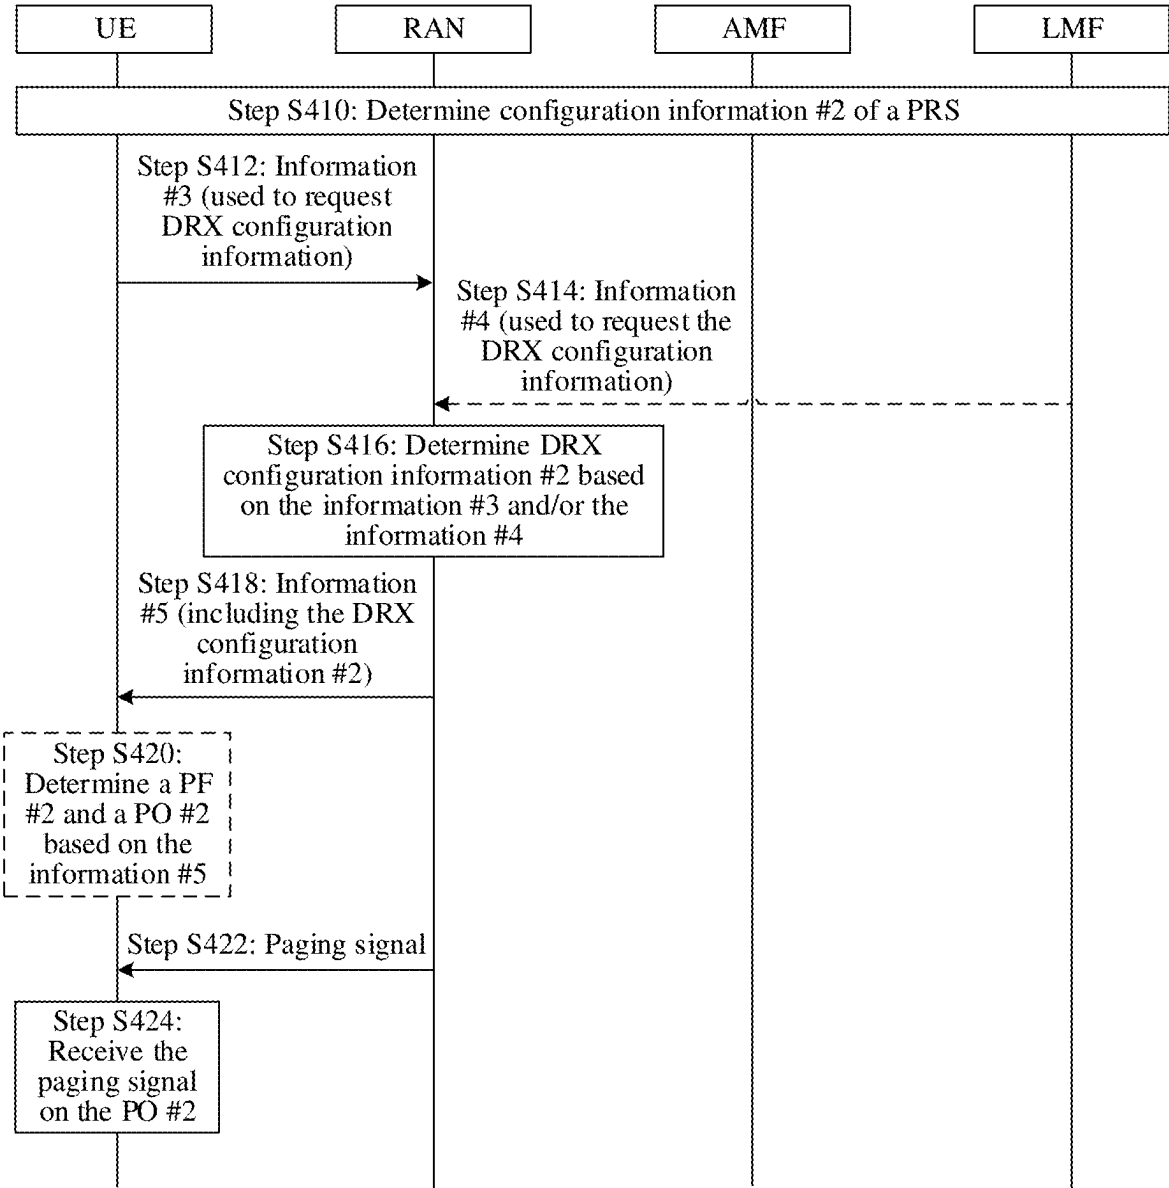 UE
RAN
AMF
LMF
Step S410: Determine configuration information #2 of a PRS
Step S412: Information
#3 (used to request
DRX configuration
information)
Step S414: Information
#4 (used to request the
DRX configuration
information)
Step S416: Determine DRX
configuration information #2 based
on the information #3 and/or the
information #4
Step S418: Information
#5 (including the DRX
configuration
information #2)
Step S420:
Determine a PF
#2 and a PO #2
based on the
information #5
Step S422: Paging signal
Step S424:
Receive the
paging signal
on the PO #2